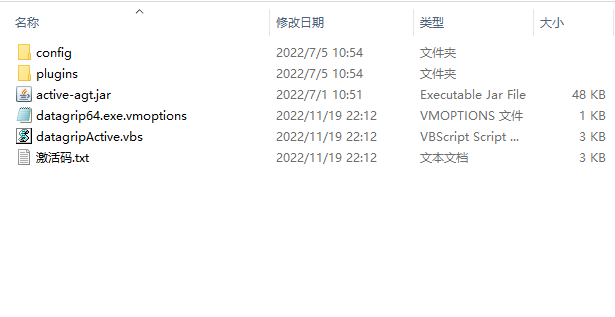 名称 修改日期 类型 大小
config 2022/7/5 10:54 文件夹
plugins 2022/7/5 10:54 文件夹
active-agt.jar 2022/7/1 10:51 Executable Jar File 48 KB
datagrip64.exe.vmoptions 2022/11/19 22:12 VMOPTIONS 文件 1 KB
datagripActive.vbs 2022/11/19 22:12 VBScript Script ... 3 KB
激活码.txt 2022/11/19 22:12 文本文档 3 KB